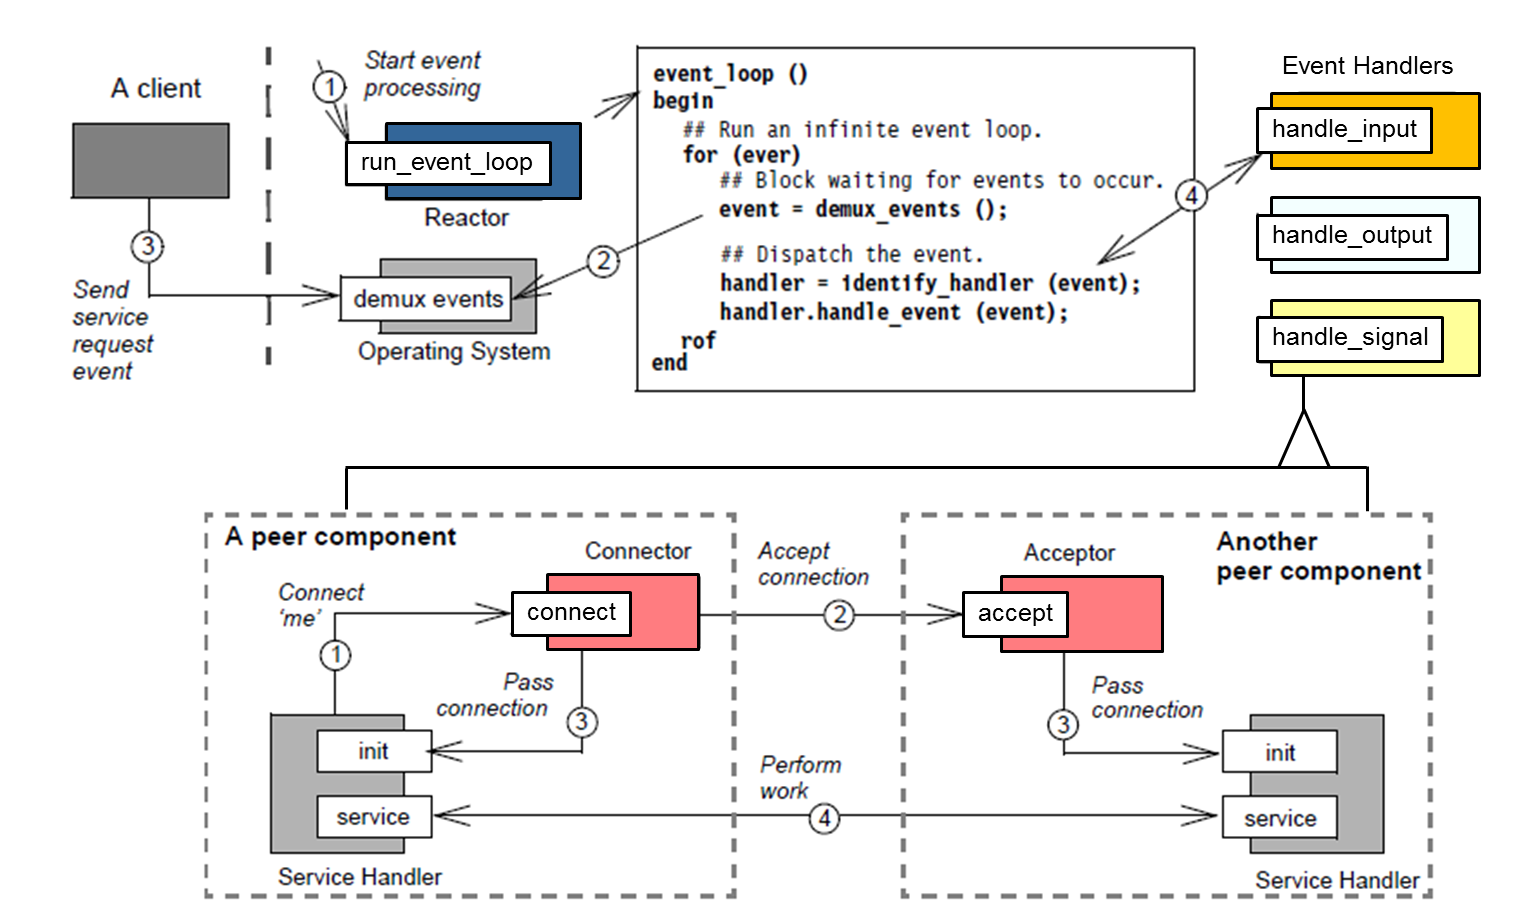 A client
1
Start event
processing
run_event_loop
Reactor
3
Send
service
request
event
demux events
Operating System
2
event_loop ()
begin
## Run an infinite event loop.
for (ever)
## Block waiting for events to occur.
event = demux_events ();
## Dispatch the event.
handler = identify_handler (event);
handler.handle_event (event);
rof
end
4
Event Handlers
handle_input
handle_output
handle_signal
A peer component
Connector
Connect
‘me’
1
connect
Pass
connection
3
init
service
Service Handler
Accept
connection
2
Perform
work
4
Another
peer component
Acceptor
accept
Pass
connection
3
init
service
Service Handler